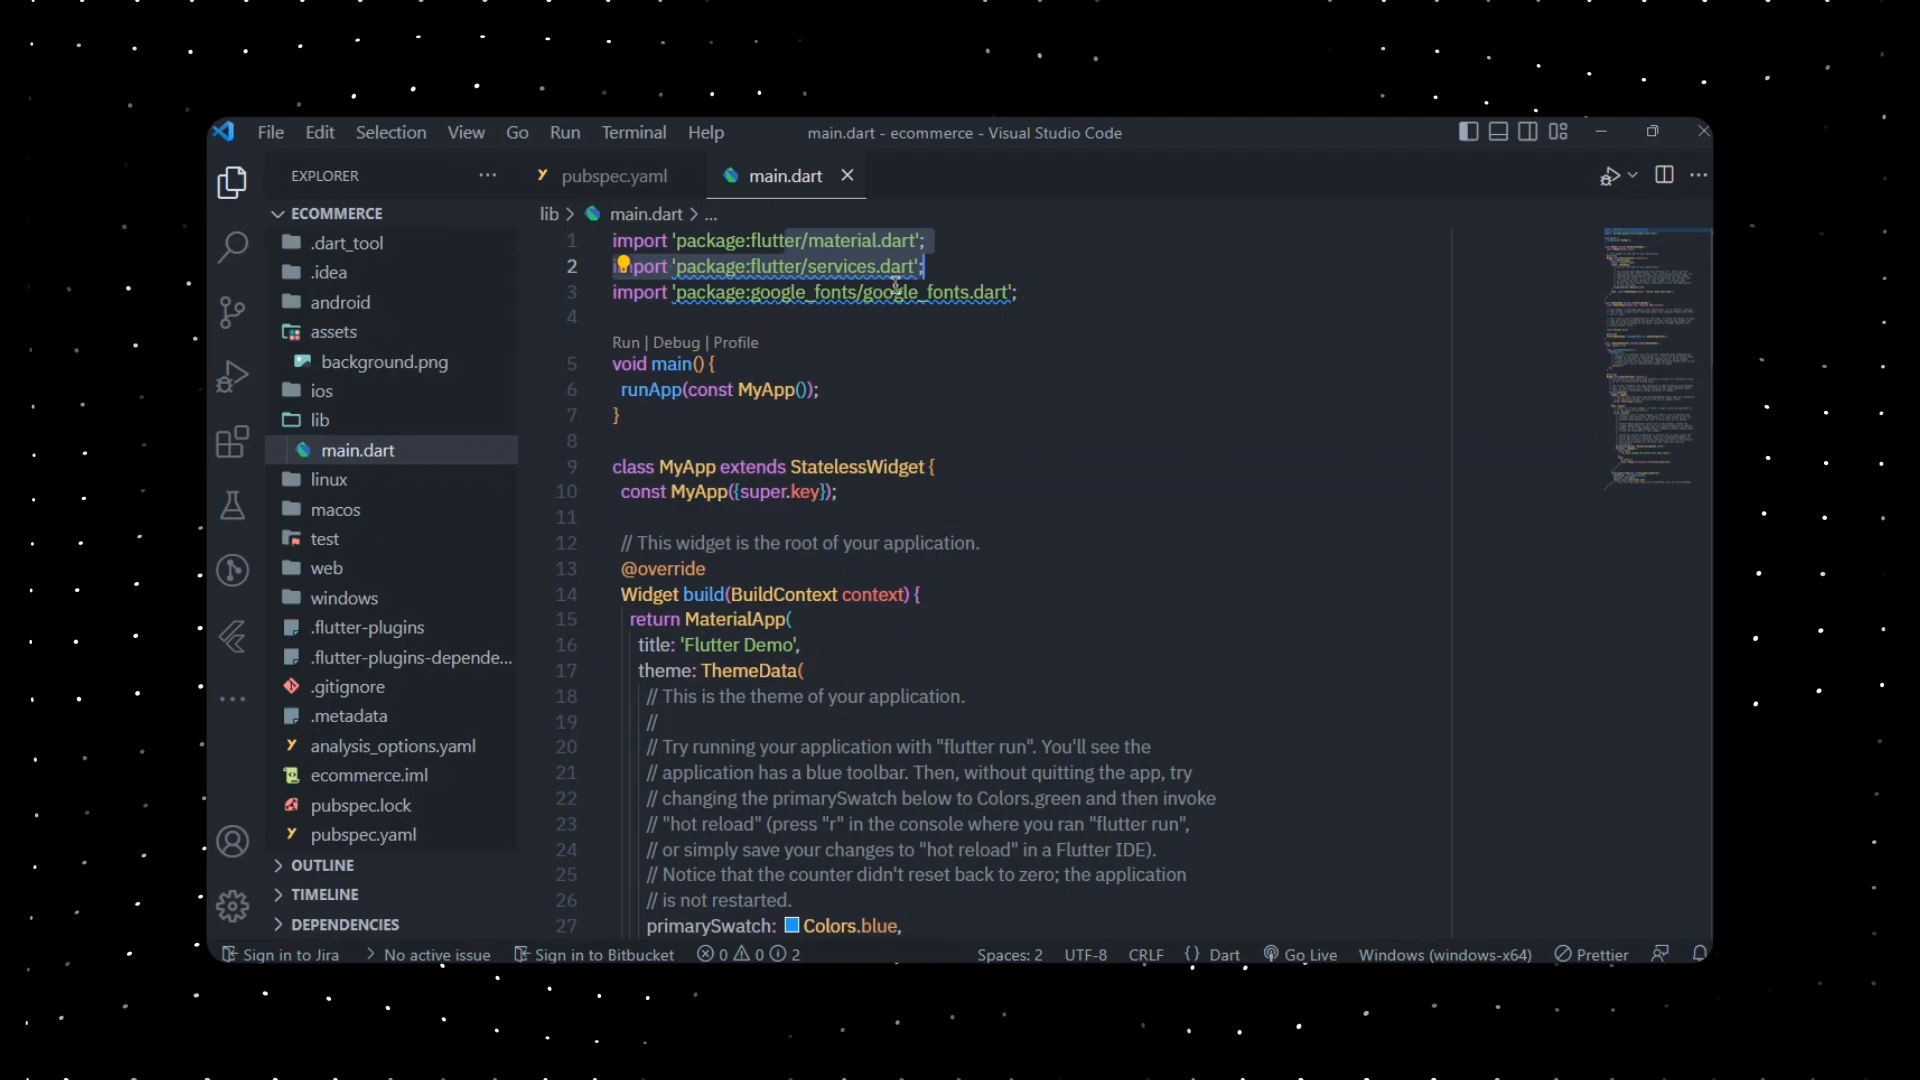 File Edit Selection View Go Run Terminal Help main.dart - ecommerce - Visual Studio Code
EXPLORER
pubspec.yaml
main.dart
ECOMMERCE
.dart_tool
.idea
android
assets
background.png
ios
lib
main.dart
linux
macos
test
web
windows
.flutter-plugins
.flutter-plugins-depende...
.gitignore
.metadata
analysis_options.yaml
ecommerce.iml
pubspec.lock
pubspec.yaml
OUTLINE
TIMELINE
DEPENDENCIES
lib > main.dart > ...
1 import 'package:flutter/material.dart';
2 import 'package:flutter/services.dart';
3 import 'package:google_fonts/google_fonts.dart';
4
Run | Debug | Profile
5 void main() {
6 runApp(const MyApp());
7 }
8
9 class MyApp extends StatelessWidget {
10 const MyApp({super.key});
11
12 // This widget is the root of your application.
13 @override
14 Widget build(BuildContext context) {
15 return MaterialApp(
16 title: 'Flutter Demo',
17 theme: ThemeData(
18 // This is the theme of your application.
19 //
20 // Try running your application with "flutter run". You'll see the
21 // application has a blue toolbar. Then, without quitting the app, try
22 // changing the primarySwatch below to Colors.green and then invoke
23 // "hot reload" (press "r" in the console where you ran "flutter run",
24 // or simply save your changes to "hot reload" in a Flutter IDE).
25 // Notice that the counter didn't reset back to zero; the application
26 // is not restarted.
27 primarySwatch: Colors.blue,
Sign in to Jira > No active issue Sign in to Bitbucket 0 0 2 Spaces: 2 UTF-8 CRLF {} Dart Go Live Windows (windows-x64) Prettier